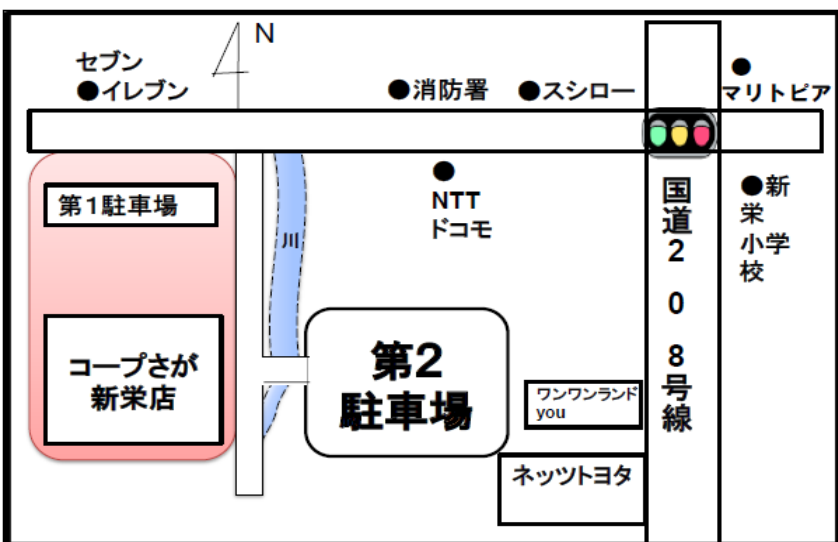 N
セブン
●イレブン
●消防署
●スシロー
●
マリトピア
第1駐車場
川
●
NTT
ドコモ
国道208号線
●新
栄
小学
校
コープさが
新栄店
第2
駐車場
ワンワンランド
you
ネッツトヨタ